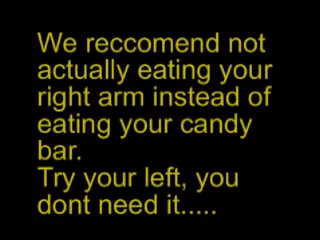 We reccomend not
actually eating your
right arm instead of
eating your candy
bar.
Try your left, you
dont need it.....